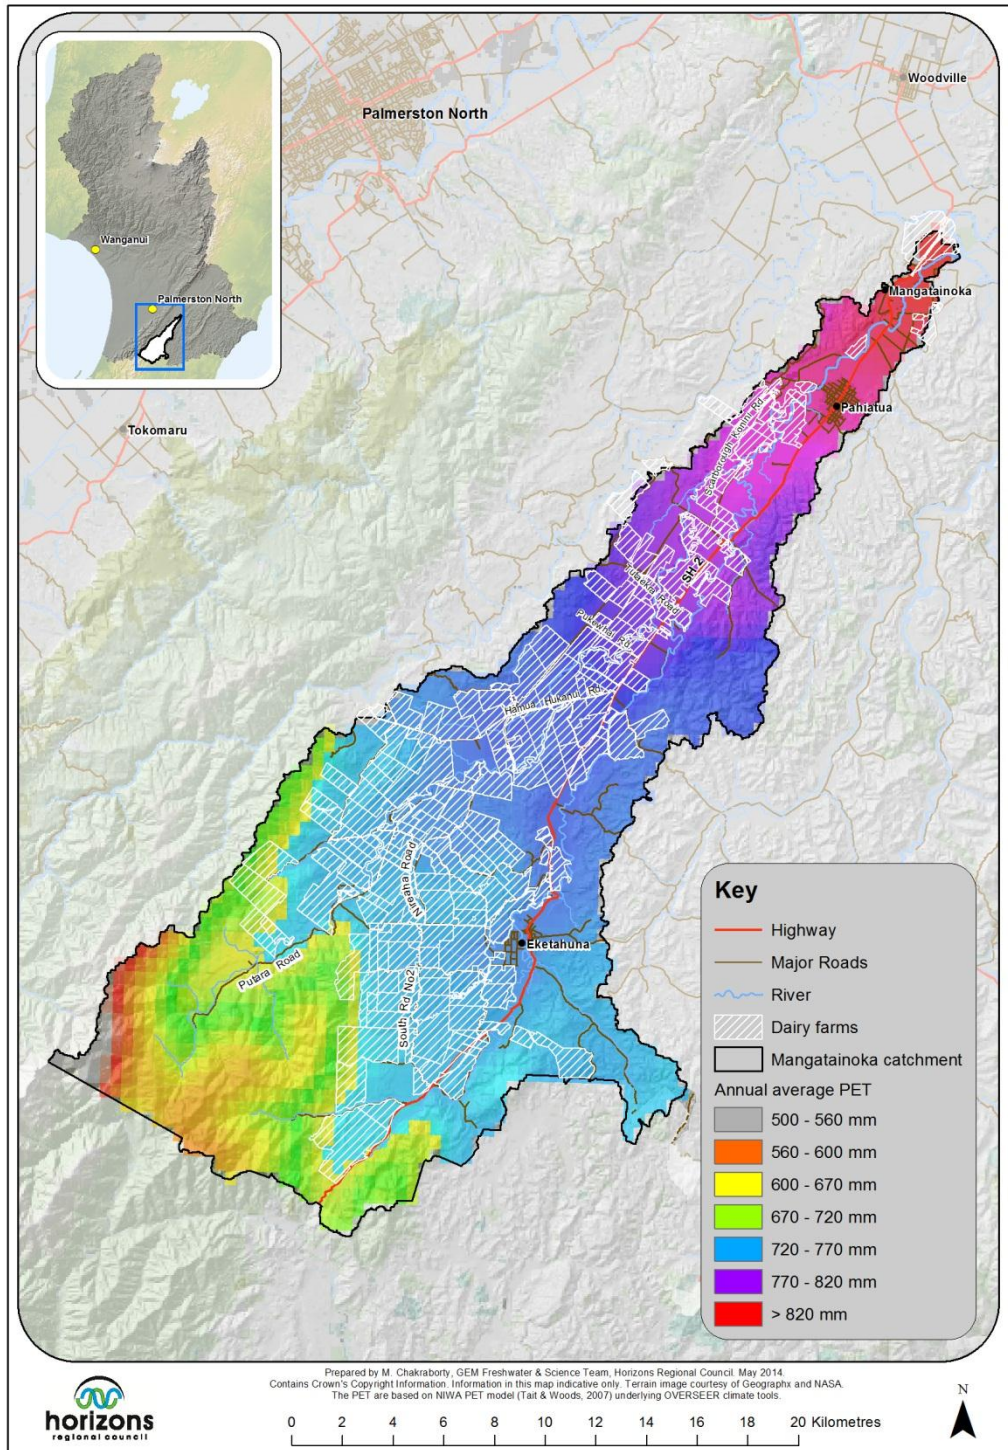 Woodville
Palmerston North
Wanganui
Palmerston North
Mangatainoka
Pahiatua
Tokomaru
Scarborough Konini Rd
SH 2
Tutaekia Road
Pukewhai Rd
Hamua Hukanui Rd
Nireaha Road
Eketahuna
Putara Road
South Rd No2
Key
Highway
Major Roads
River
Dairy farms
Mangatainoka catchment
Annual average PET
500 - 560 mm
560 - 600 mm
600 - 670 mm
670 - 720 mm
720 - 770 mm
770 - 820 mm
> 820 mm
Prepared by M. Chakraborty, GEM Freshwater & Science Team, Horizons Regional Council. May 2014.
Contains Crown's Copyright Information. Information in this map indicative only. Terrain image courtesy of Geographx and NASA.
The PET are based on NIWA PET model (Tait & Woods, 2007) underlying OVERSEER climate tools.
horizons
regional council
0 2 4 6 8 10 12 14 16 18 20 Kilometres
N